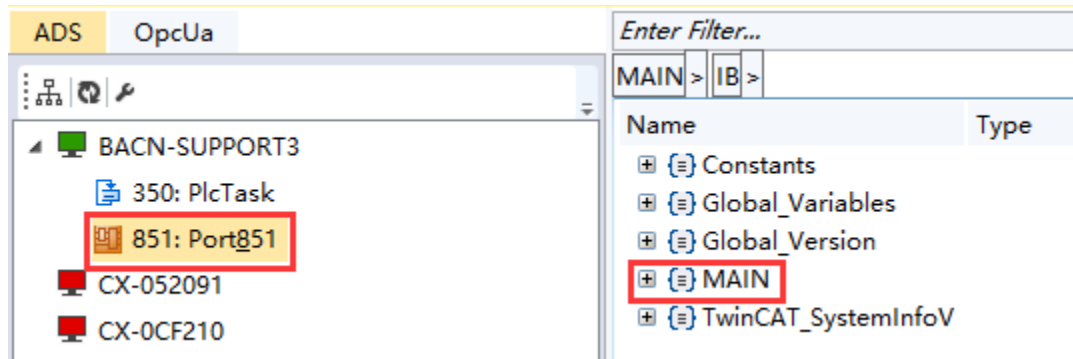 ADS OpcUa
BACN-SUPPORT3
350: PlcTask
851: Port851
CX-052091
CX-0CF210
Enter Filter...
MAIN > IB >
Name Type
Constants
Global_Variables
Global_Version
MAIN
TwinCAT_SystemInfoV